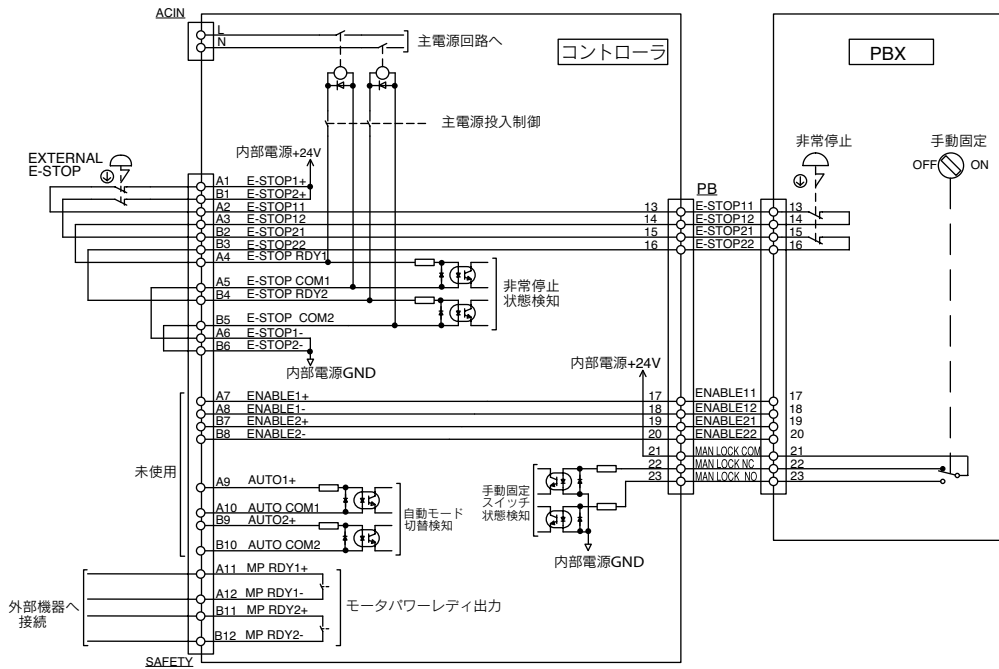 ACIN
L
N
主電源回路へ
コントローラ
PBX
主電源投入制御
非常停止
手動固定
OFF
ON
EXTERNAL
E-STOP
内部電源+24V
PB
A1 E-STOP1+
B1 E-STOP2+
A2 E-STOP11
A3 E-STOP12
B2 E-STOP21
B3 E-STOP22
A4 E-STOP RDY1
A5 E-STOP COM1
B4 E-STOP RDY2
B5 E-STOP COM2
A6 E-STOP1-
B6 E-STOP2-
13 E-STOP11 13
14 E-STOP12 14
15 E-STOP21 15
16 E-STOP22 16
非常停止
状態検知
内部電源GND
内部電源+24V
A7 ENABLE1+
A8 ENABLE1-
B7 ENABLE2+
B8 ENABLE2-
17 ENABLE11 17
18 ENABLE12 18
19 ENABLE21 19
20 ENABLE22 20
21 MAN LOCK COM 21
22 MAN LOCK NC 22
23 MAN LOCK NO 23
未使用
A9 AUTO1+
A10 AUTO COM1
B9 AUTO2+
B10 AUTO COM2
自動モード
切替検知
手動固定
スイッチ
状態検知
内部電源GND
A11 MP RDY1+
A12 MP RDY1-
B11 MP RDY2+
B12 MP RDY2-
外部機器へ
接続
モータパワーレディ出力
SAFETY